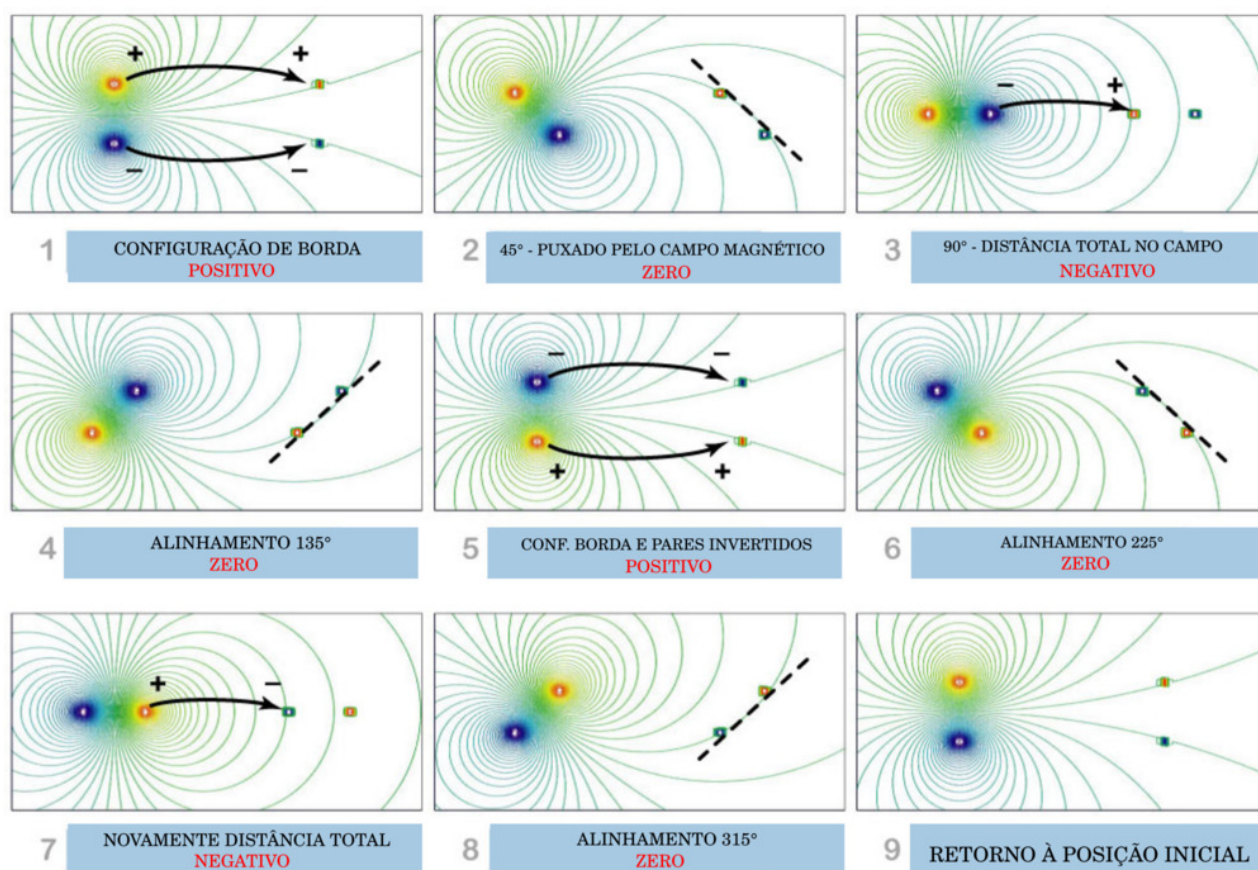 + +
− −
1 CONFIGURAÇÃO DE BORDA
POSITIVO
2 45° - PUXADO PELO CAMPO MAGNÉTICO
ZERO
− +
3 90° - DISTÂNCIA TOTAL NO CAMPO
NEGATIVO
4 ALINHAMENTO 135°
ZERO
− −
+ +
5 CONF. BORDA E PARES INVERTIDOS
POSITIVO
6 ALINHAMENTO 225°
ZERO
+ −
7 NOVAMENTE DISTÂNCIA TOTAL
NEGATIVO
8 ALINHAMENTO 315°
ZERO
9 RETORNO À POSIÇÃO INICIAL